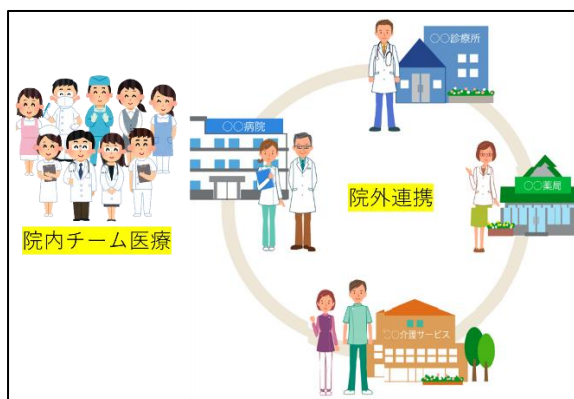 院内チーム医療
○○診療所
○○病院
院外連携
○○薬局
○○介護サービス